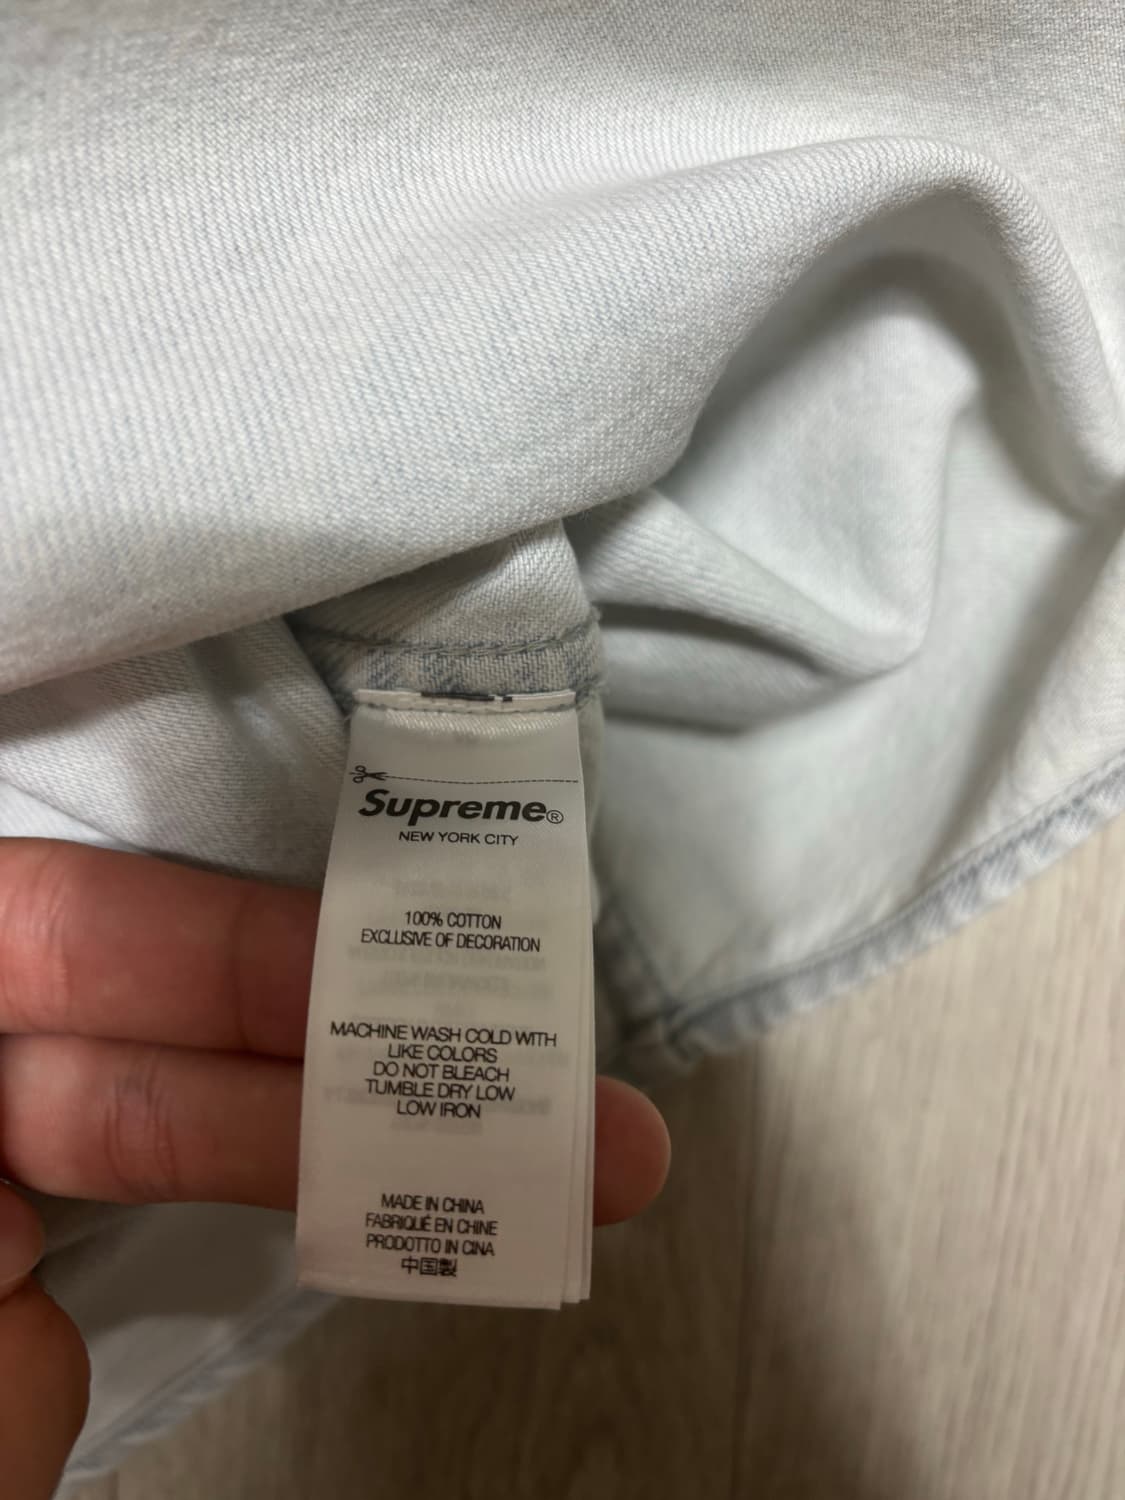 Supreme®
NEW YORK CITY
100% COTTON
EXCLUSIVE OF DECORATION
MACHINE WASH COLD WITH
LIKE COLORS
DO NOT BLEACH
TUMBLE DRY LOW
LOW IRON
MADE IN CHINA
FABRIQUÉ EN CHINE
PRODOTTO IN CINA
中国製